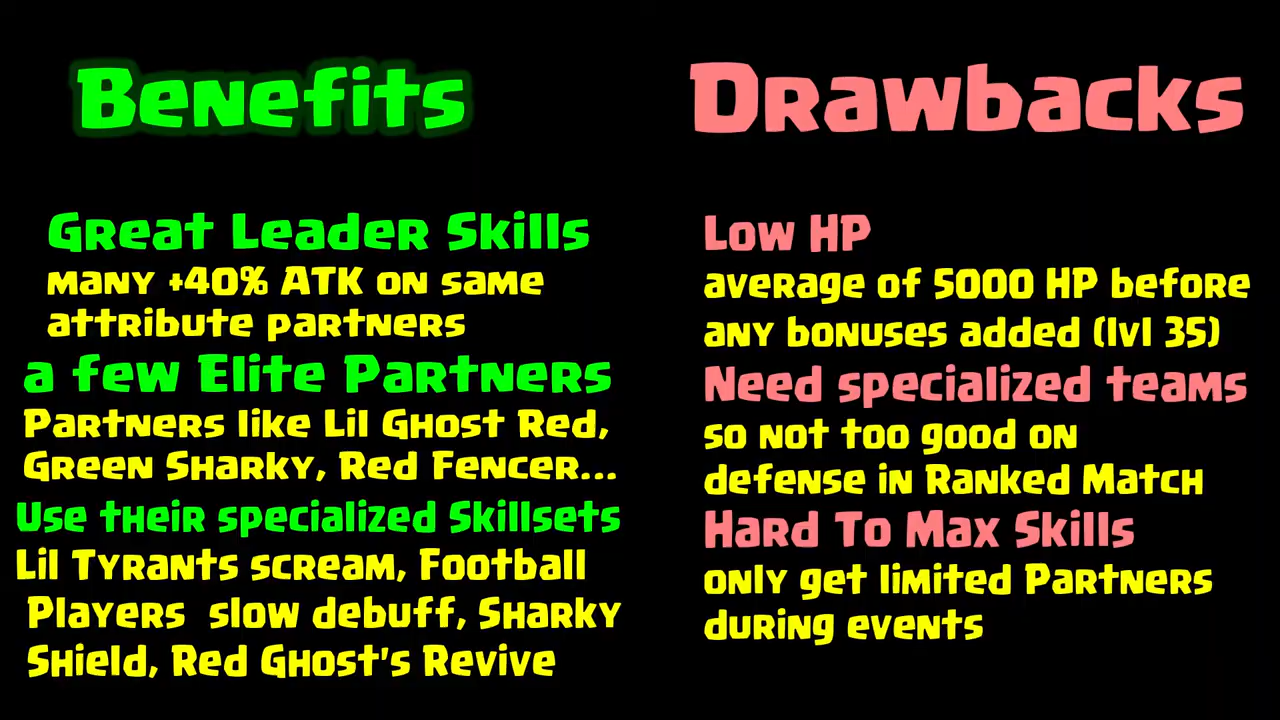 Benefits
Great Leader Skills
many +40% ATK on same
attribute partners
a few Elite Partners
Partners like Lil Ghost Red,
Green Sharky, Red Fencer...
Use their specialized Skillsets
Lil Tyrants scream, Football
Players slow debuff, Sharky
Shield, Red Ghost's Revive
Drawbacks
Low HP
average of 5000 HP before
any bonuses added (lvl 35)
Need specialized teams
so not too good on
defense in Ranked Match
Hard To Max Skills
only get limited Partners
during events